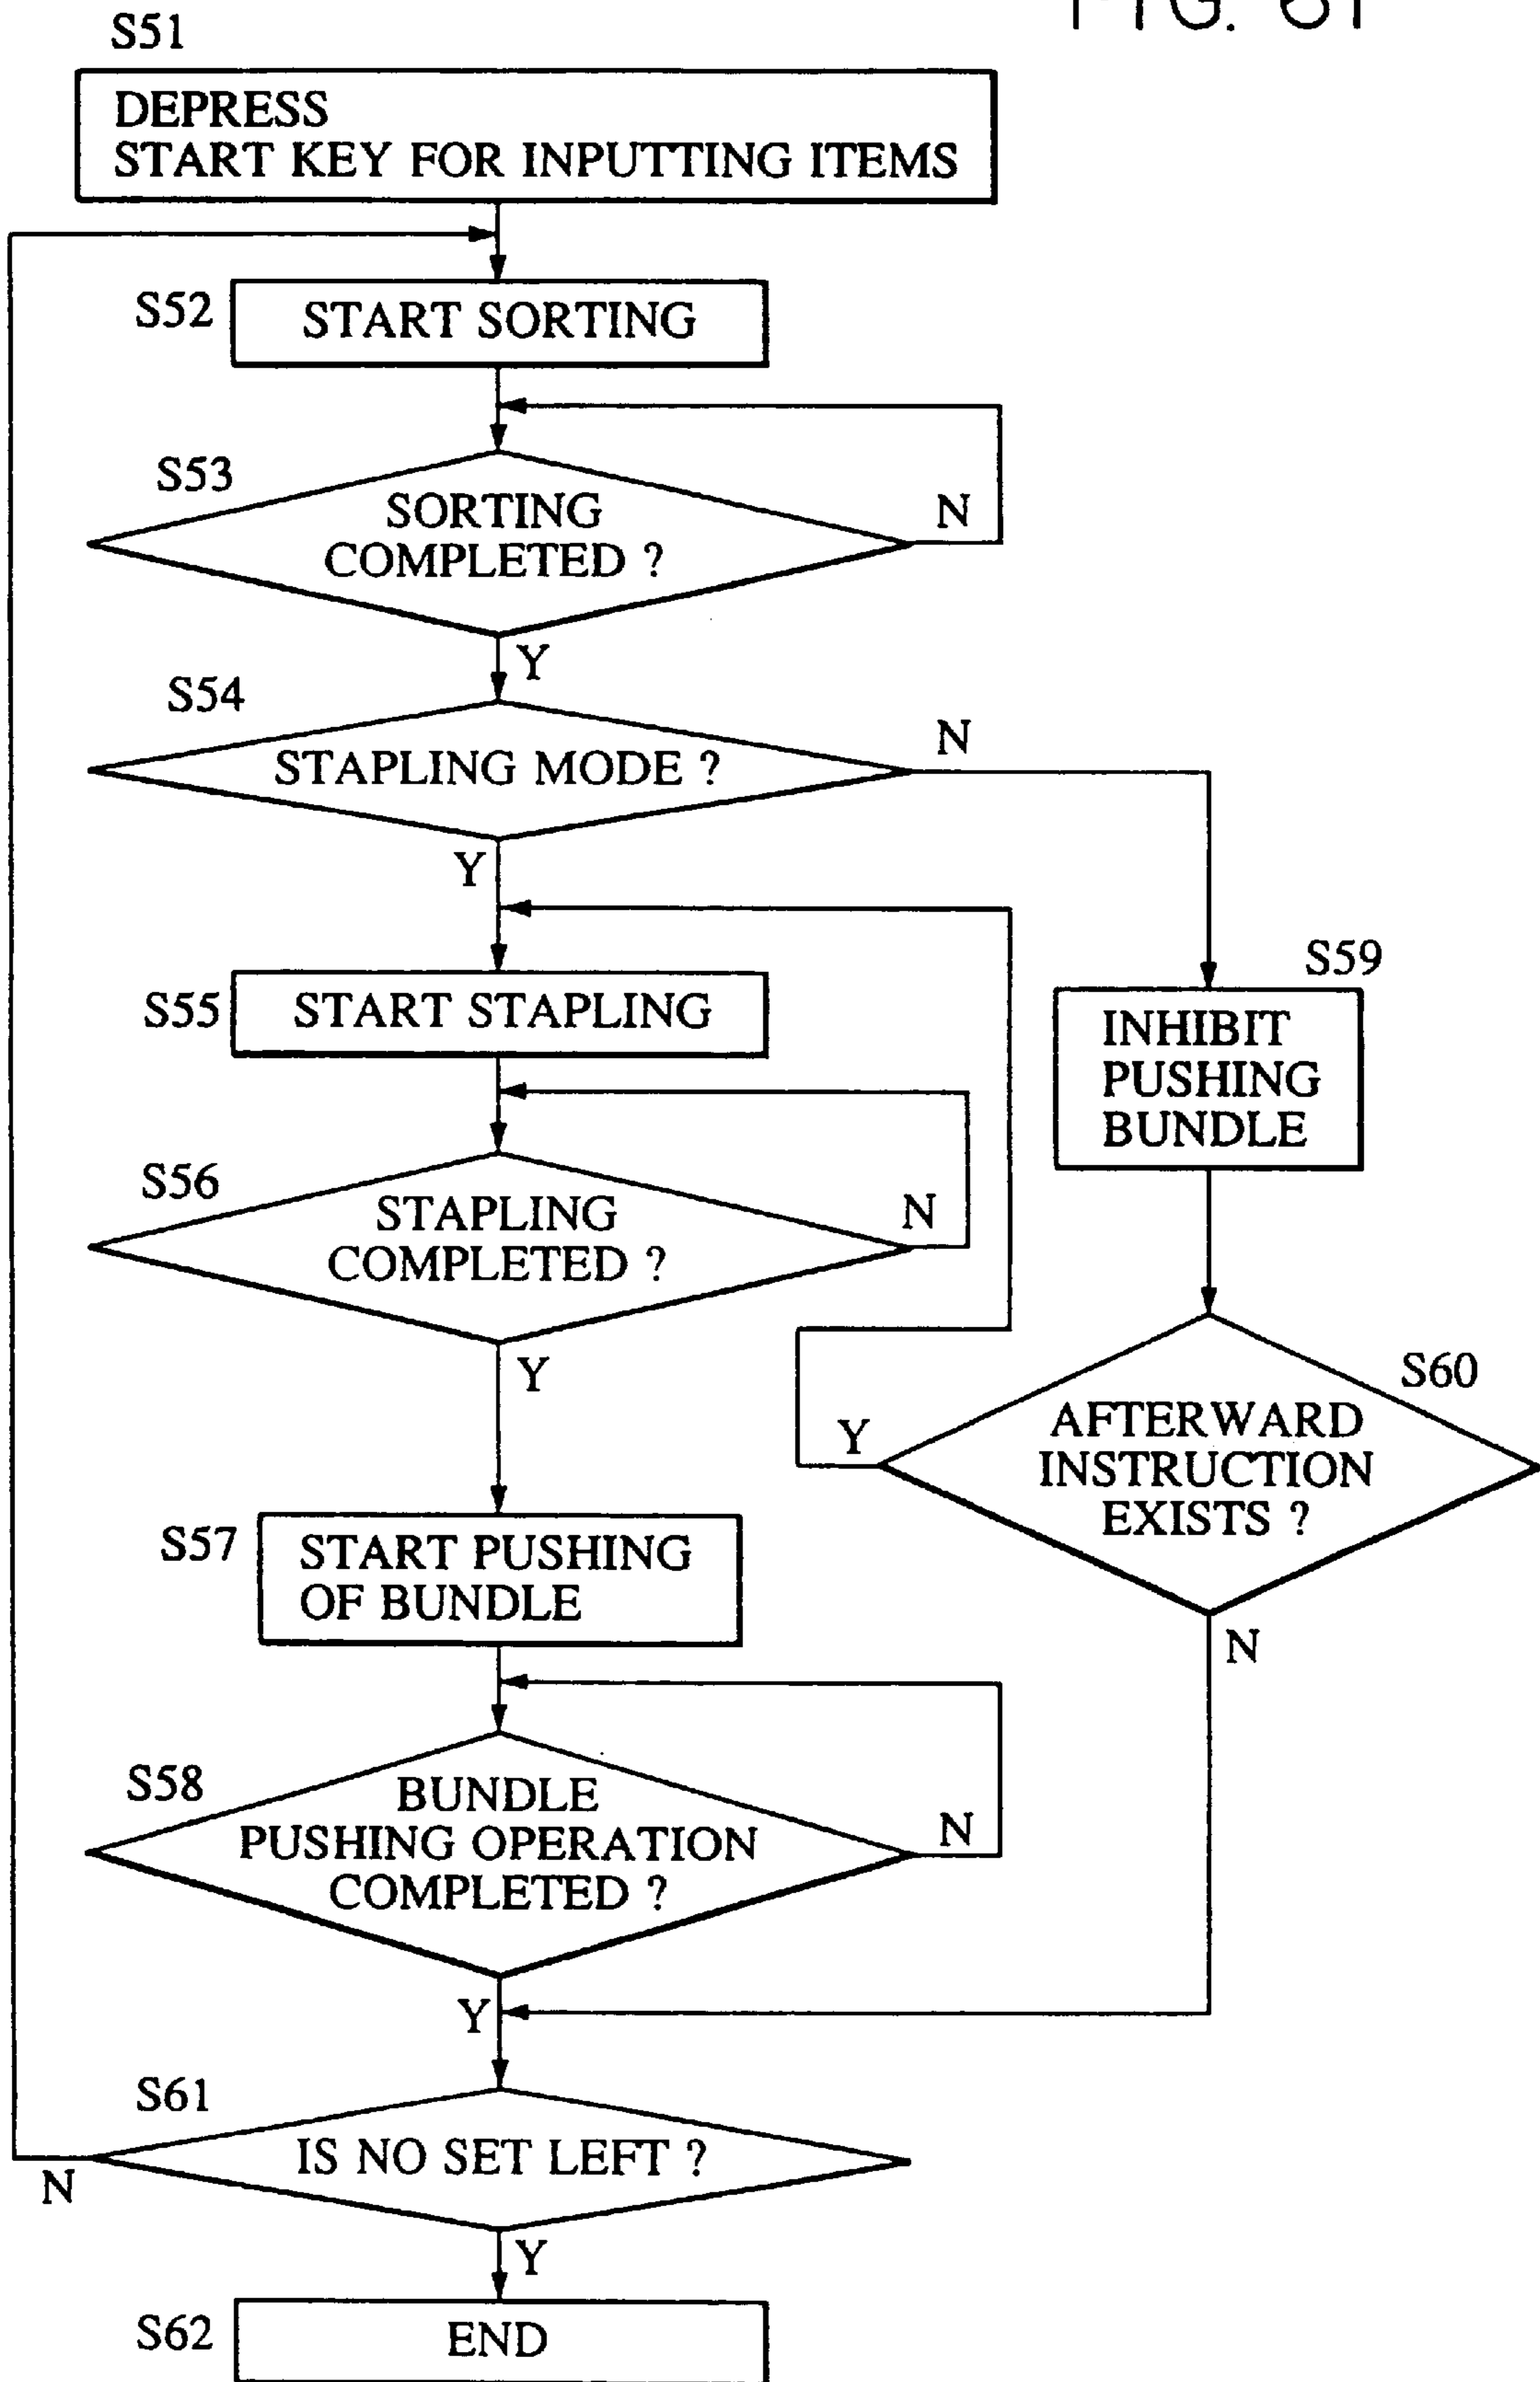 FIG. 61
S51
DEPRESS
START KEY FOR INPUTTING ITEMS
S52
START SORTING
S53
SORTING
COMPLETED ?
N
Y
S54
STAPLING MODE ?
N
Y
S55
START STAPLING
S59
INHIBIT
PUSHING
BUNDLE
S56
STAPLING
COMPLETED ?
N
Y
S60
AFTERWARD
INSTRUCTION
EXISTS ?
Y
N
S57
START PUSHING
OF BUNDLE
S58
BUNDLE
PUSHING OPERATION
COMPLETED ?
N
Y
S61
IS NO SET LEFT ?
N
Y
S62
END